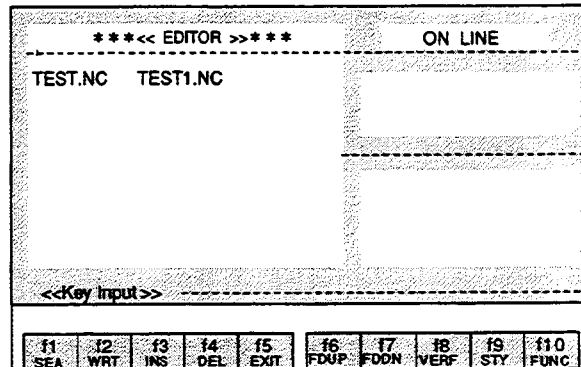 ***<< EDITOR >>*** ON LINE
TEST.NC TEST1.NC
<<Key Input>>
f1 f2 f3 f4 f5 f6 f7 f8 f9 f10
SEA WRT INS DEL EXIT FDUP FDDN VERF STY FUNC